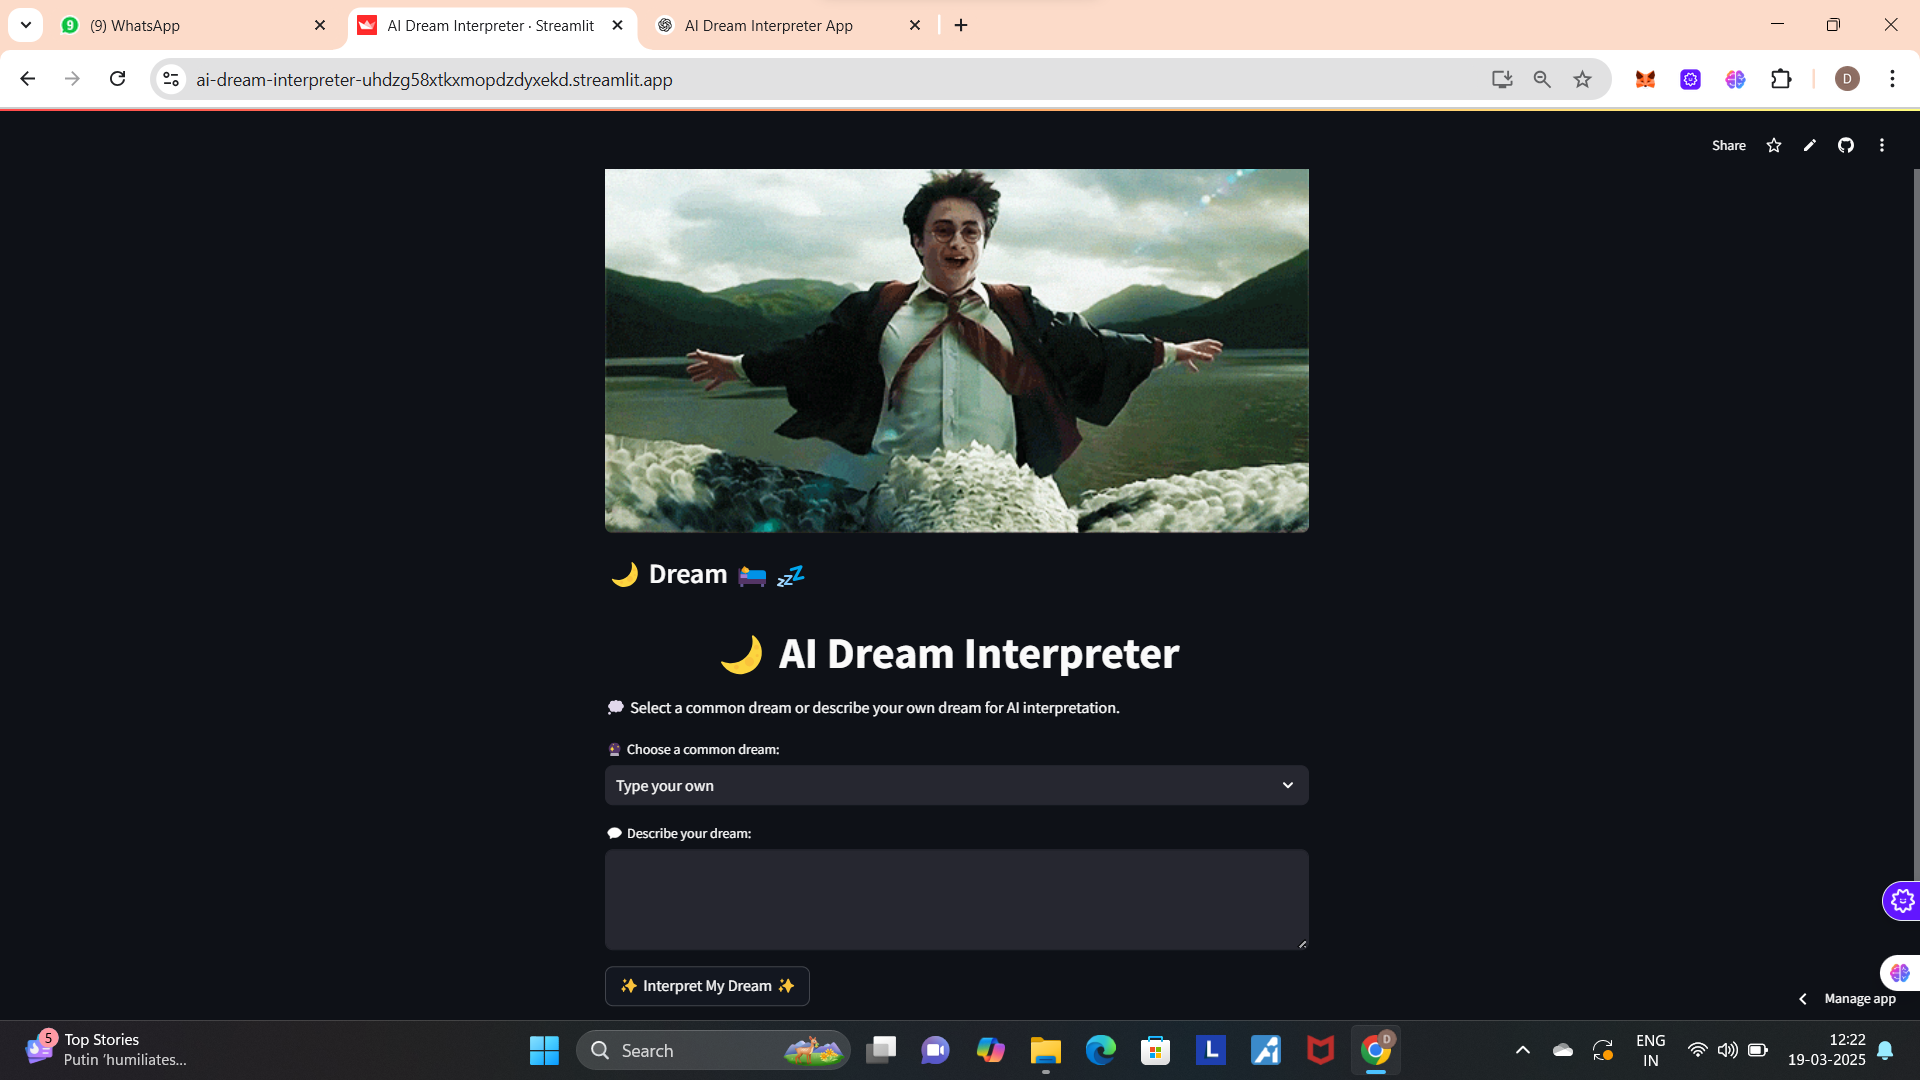 (9) WhatsApp
AI Dream Interpreter · Streamlit
AI Dream Interpreter App
ai-dream-interpreter-uhdzg58xtkxmopdzdyxekd.streamlit.app
D
Share
🌙 Dream 🛌 💤
🌙 AI Dream Interpreter
💭 Select a common dream or describe your own dream for AI interpretation.
🔮 Choose a common dream:
Type your own
💬 Describe your dream:
✨ Interpret My Dream ✨
Manage app
5
Top Stories
Putin 'humiliates...
Search
L
D
ENG
IN
12:22
19-03-2025